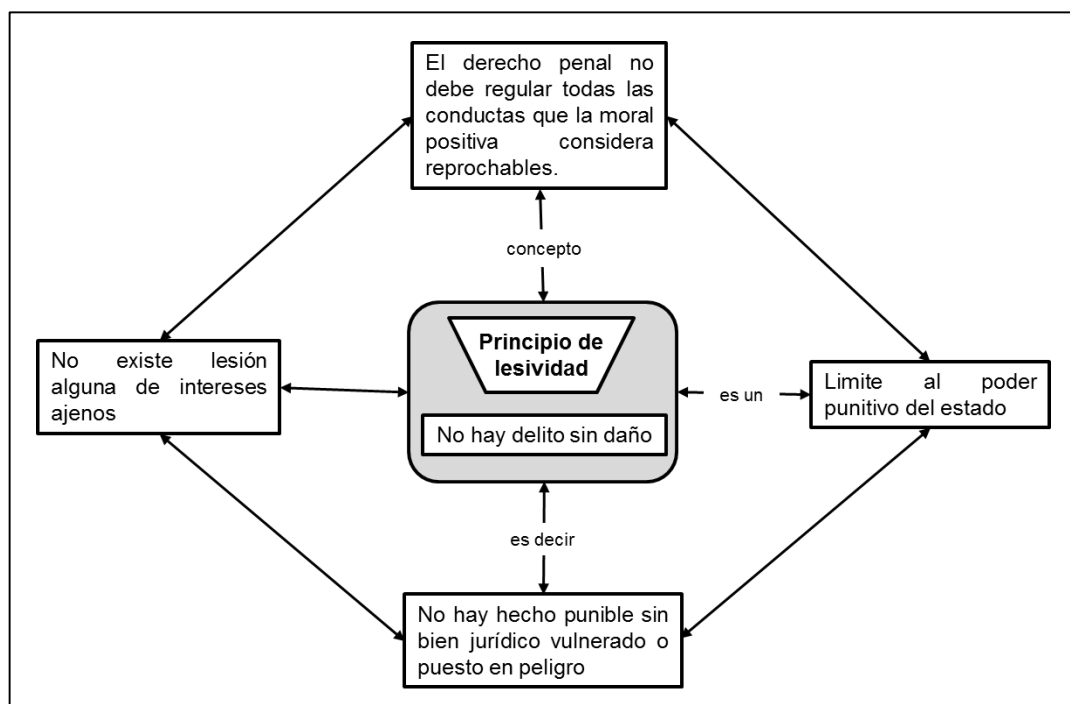 El derecho penal no
debe regular todas las
conductas que la moral
positiva considera
reprochables.
concepto
No existe lesión
alguna de intereses
ajenos
Principio de
lesividad
No hay delito sin daño
es un
Limite al poder
punitivo del estado
es decir
No hay hecho punible sin
bien jurídico vulnerado o
puesto en peligro